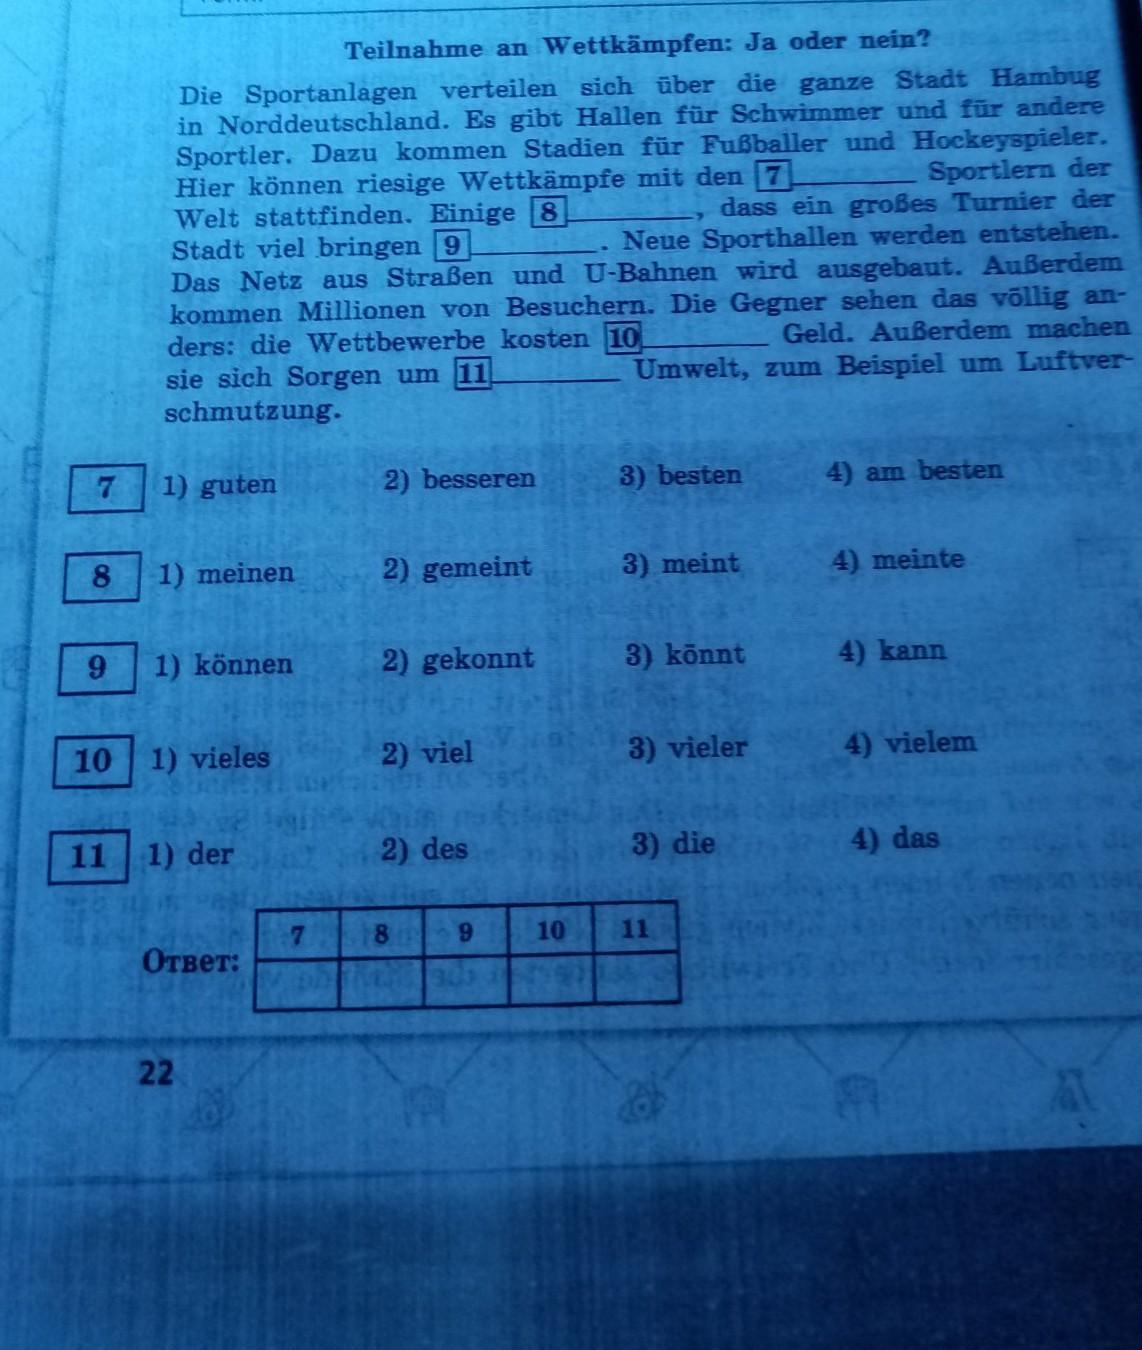 Teilnahme an Wettkämpfen: Ja oder nein?
Die Sportanlagen verteilen sich über die ganze Stadt Hambug
in Norddeutschland. Es gibt Hallen für Schwimmer und für andere
Sportler. Dazu kommen Stadien für Fußballer und Hockeyspieler.
Hier können riesige Wettkämpfe mit den 7 ________ Sportlern der
Welt stattfinden. Einige 8 ________, dass ein großes Turnier der
Stadt viel bringen 9 ________. Neue Sporthallen werden entstehen.
Das Netz aus Straßen und U-Bahnen wird ausgebaut. Außerdem
kommen Millionen von Besuchern. Die Gegner sehen das völlig an-
ders: die Wettbewerbe kosten 10 ________ Geld. Außerdem machen
sie sich Sorgen um 11 ________ Umwelt, zum Beispiel um Luftver-
schmutzung.
7 1) guten 2) besseren 3) besten 4) am besten
8 1) meinen 2) gemeint 3) meint 4) meinte
9 1) können 2) gekonnt 3) könnt 4) kann
10 1) vieles 2) viel 3) vieler 4) vielem
11 1) der 2) des 3) die 4) das
7 8 9 10 11
Ответ:
22